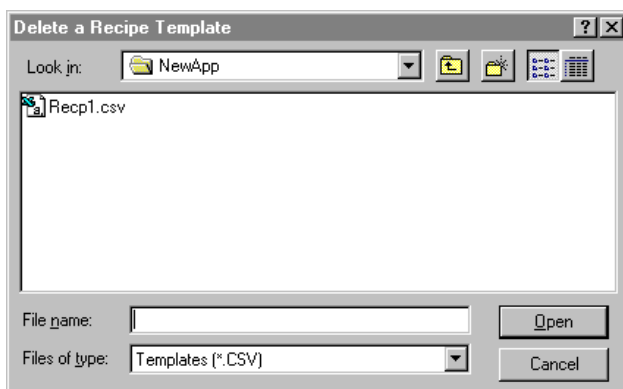 Delete a Recipe Template
Look in: NewApp
Recp1.csv
File name: Open
Files of type: Templates (*.CSV) Cancel